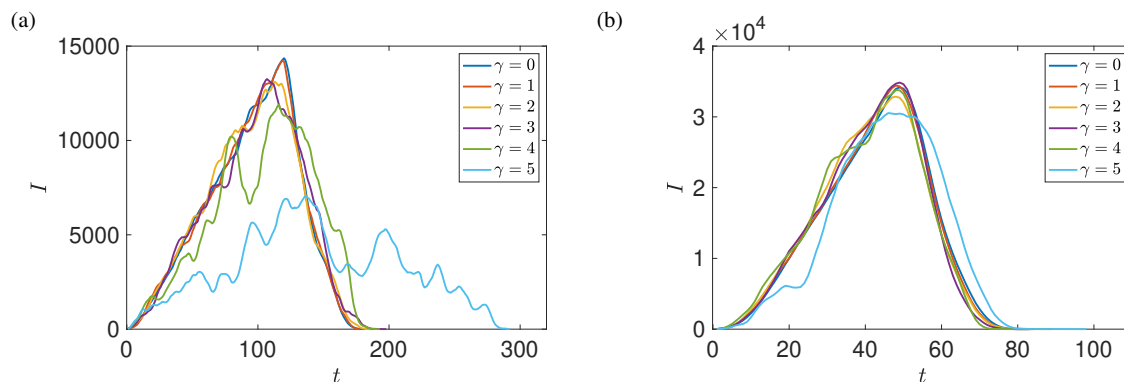 (a)
15000
10000
5000
0
I
0
100
200
300
t
γ = 0
γ = 1
γ = 2
γ = 3
γ = 4
γ = 5
(b)
×10⁴
4
3
2
1
0
I
0
20
40
60
80
100
t
γ = 0
γ = 1
γ = 2
γ = 3
γ = 4
γ = 5